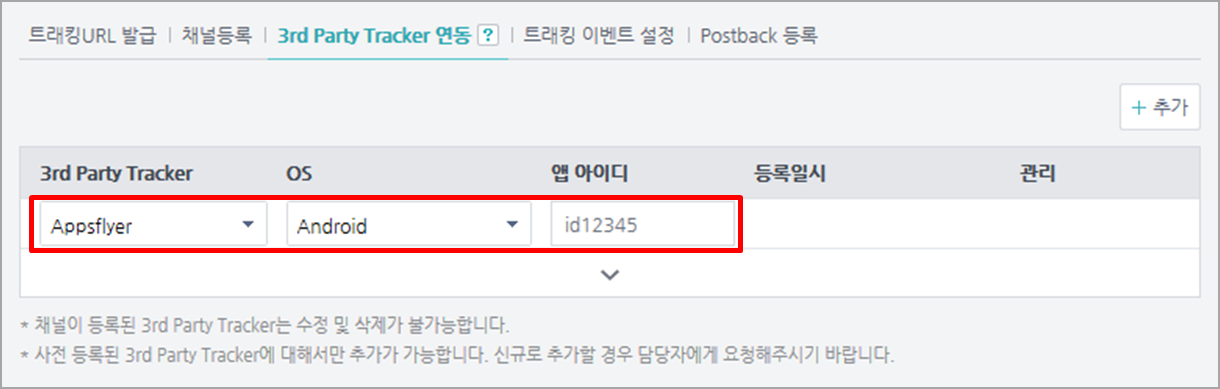 트래킹URL 발급 | 채널등록 | 3rd Party Tracker 연동 ? | 트래킹 이벤트 설정 | Postback 등록
+ 추가
3rd Party Tracker OS 앱 아이디 등록일시 관리
Appsflyer Android id12345
* 채널이 등록된 3rd Party Tracker는 수정 및 삭제가 불가능합니다.
* 사전 등록된 3rd Party Tracker에 대해서만 추가가 가능합니다. 신규로 추가할 경우 담당자에게 요청해주시기 바랍니다.